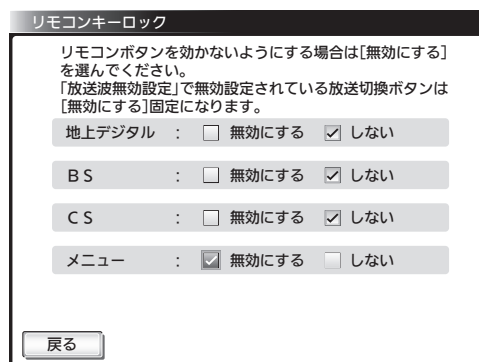 リモコンキーロック
リモコンボタンを効かないようにする場合は[無効にする]
を選んでください。
「放送波無効設定」で無効設定されている放送切換ボタンは
[無効にする]固定になります。
地上デジタル : 無効にする しない
ＢＳ : 無効にする しない
ＣＳ : 無効にする しない
メニュー : 無効にする しない
戻る